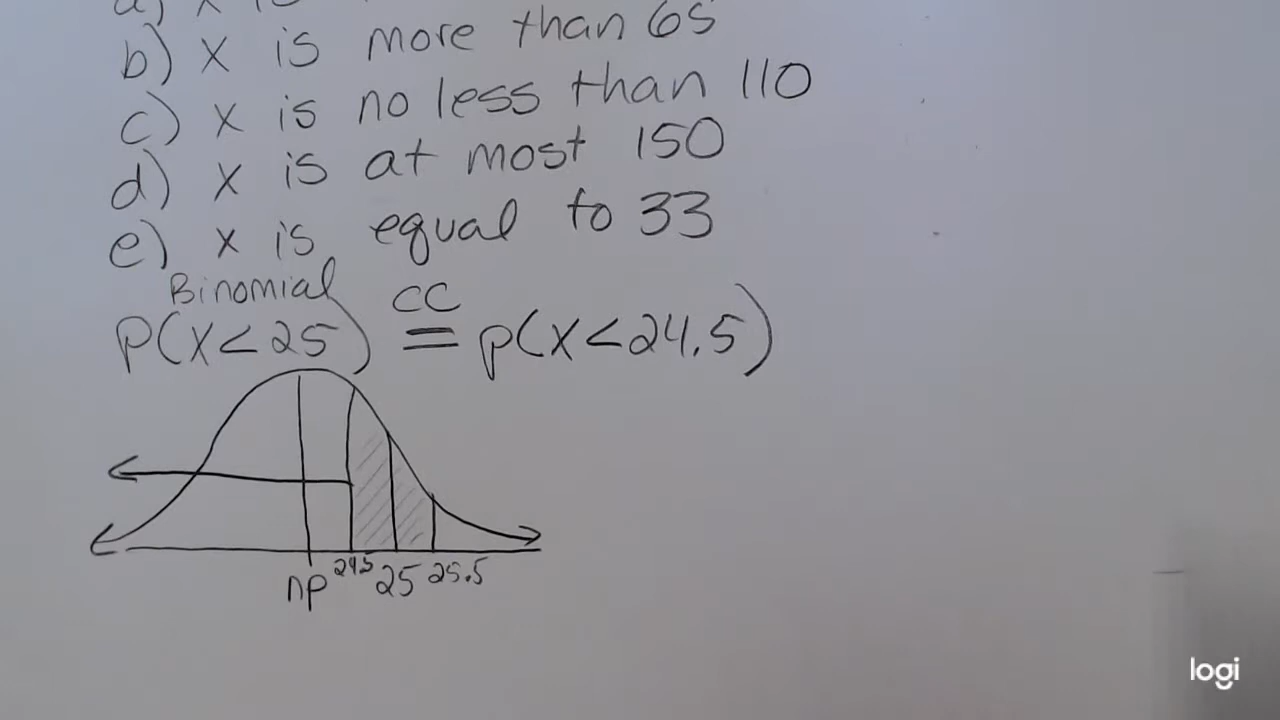 a) x is
b) x is more than 65
c) x is no less than 110
d) x is at most 150
e) x is equal to 33
Binomial CC
P(X<25) = p(X<24.5)
np 24.5 25 25.5
logi